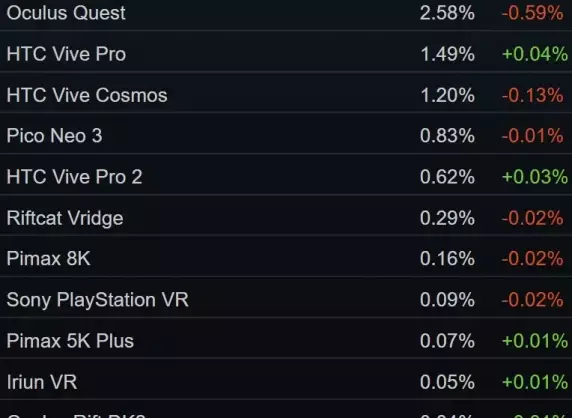 Oculus Quest 2.58% -0.59%
HTC Vive Pro 1.49% +0.04%
HTC Vive Cosmos 1.20% -0.13%
Pico Neo 3 0.83% -0.01%
HTC Vive Pro 2 0.62% +0.03%
Riftcat Vridge 0.29% -0.02%
Pimax 8K 0.16% -0.02%
Sony PlayStation VR 0.09% -0.02%
Pimax 5K Plus 0.07% +0.01%
Iriun VR 0.05% +0.01%